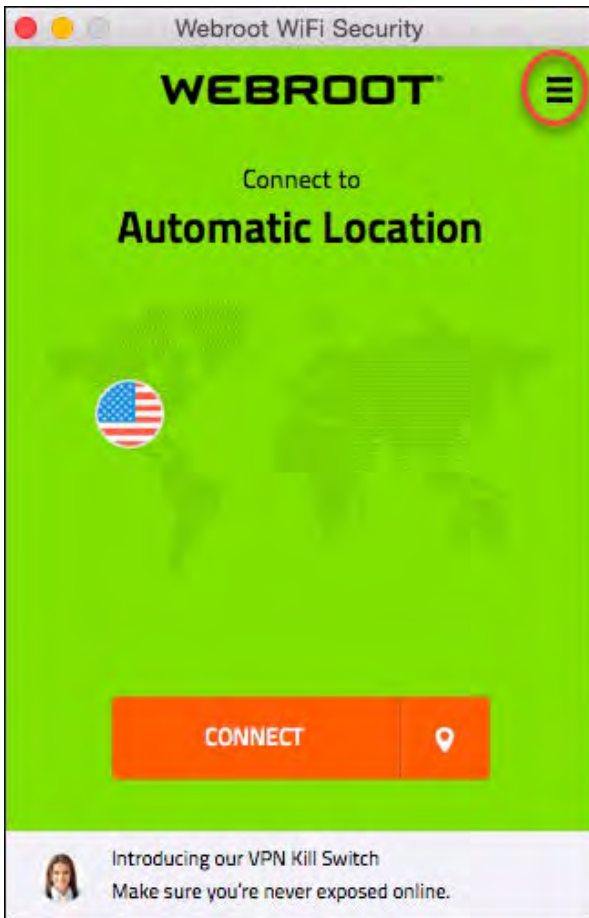 Webroot WiFi Security
WEBROOT®
Connect to
Automatic Location
CONNECT
Introducing our VPN Kill Switch
Make sure you're never exposed online.